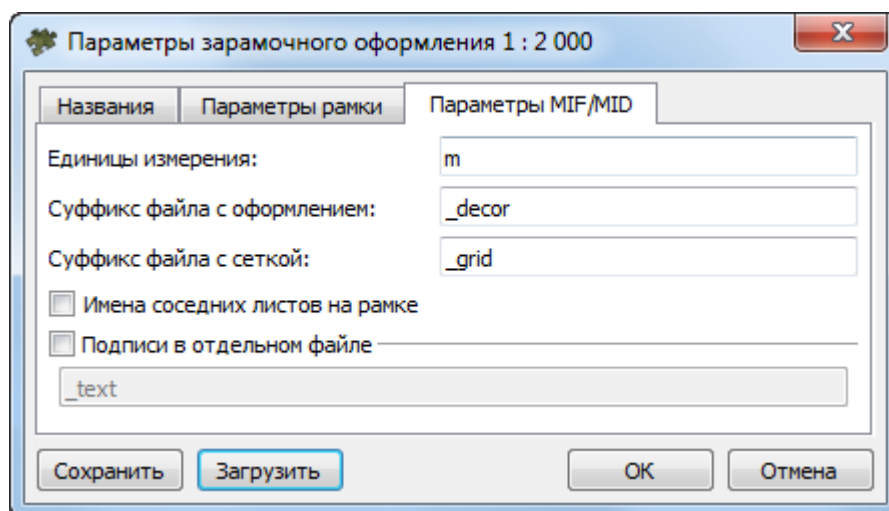 Параметры зарамочного оформления 1 : 2 000
Названия Параметры рамки Параметры MIF/MID
Единицы измерения: m
Суффикс файла с оформлением: _decor
Суффикс файла с сеткой: _grid
Имена соседних листов на рамке
Подписи в отдельном файле
_text
Сохранить Загрузить OK Отмена